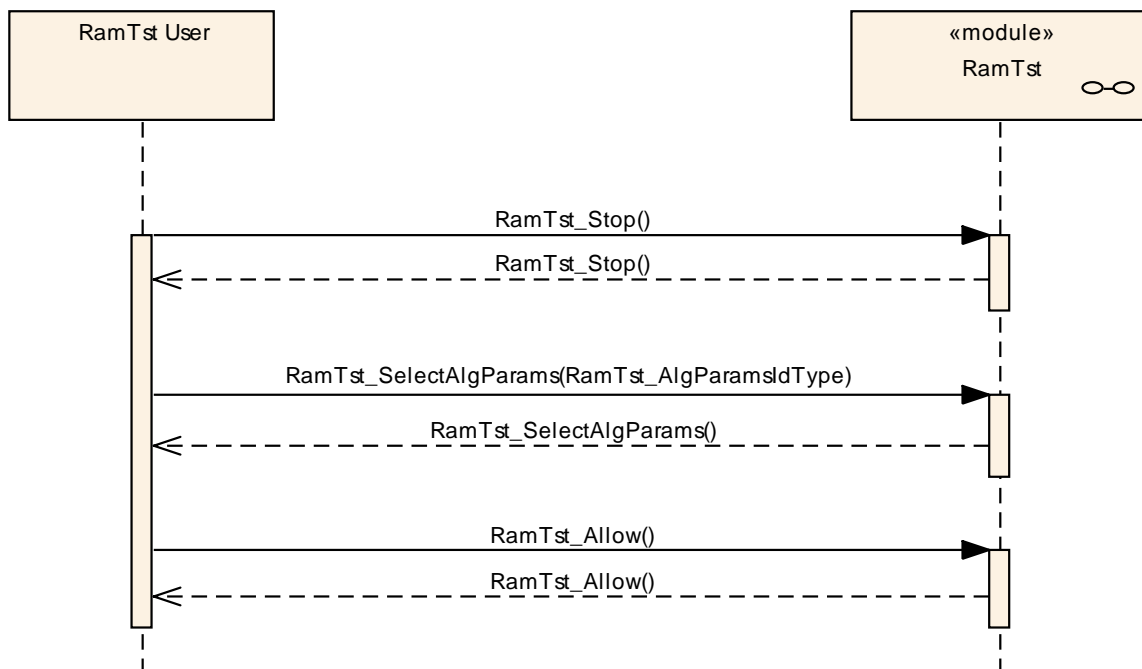 RamTst User
«module»
RamTst
RamTst_Stop()
RamTst_Stop()
RamTst_SelectAlgParams(RamTst_AlgParamsIdType)
RamTst_SelectAlgParams()
RamTst_Allow()
RamTst_Allow()